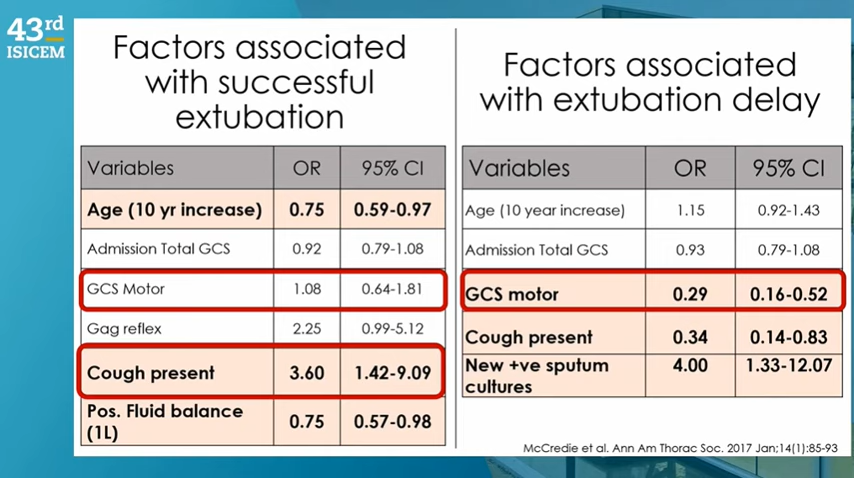 43rd
ISICEM
Factors associated
with successful
extubation
Variables OR 95% CI
Age (10 yr increase) 0.75 0.59-0.97
Admission Total GCS 0.92 0.79-1.08
GCS Motor 1.08 0.64-1.81
Gag reflex 2.25 0.99-5.12
Cough present 3.60 1.42-9.09
Pos. Fluid balance
(1L) 0.75 0.57-0.98
Factors associated
with extubation delay
Variables OR 95% CI
Age (10 year increase) 1.15 0.92-1.43
Admission Total GCS 0.93 0.79-1.08
GCS motor 0.29 0.16-0.52
Cough present 0.34 0.14-0.83
New +ve sputum 4.00 1.33-12.07
cultures
McCredie et al. Ann Am Thorac Soc. 2017 Jan;14(1):85-93